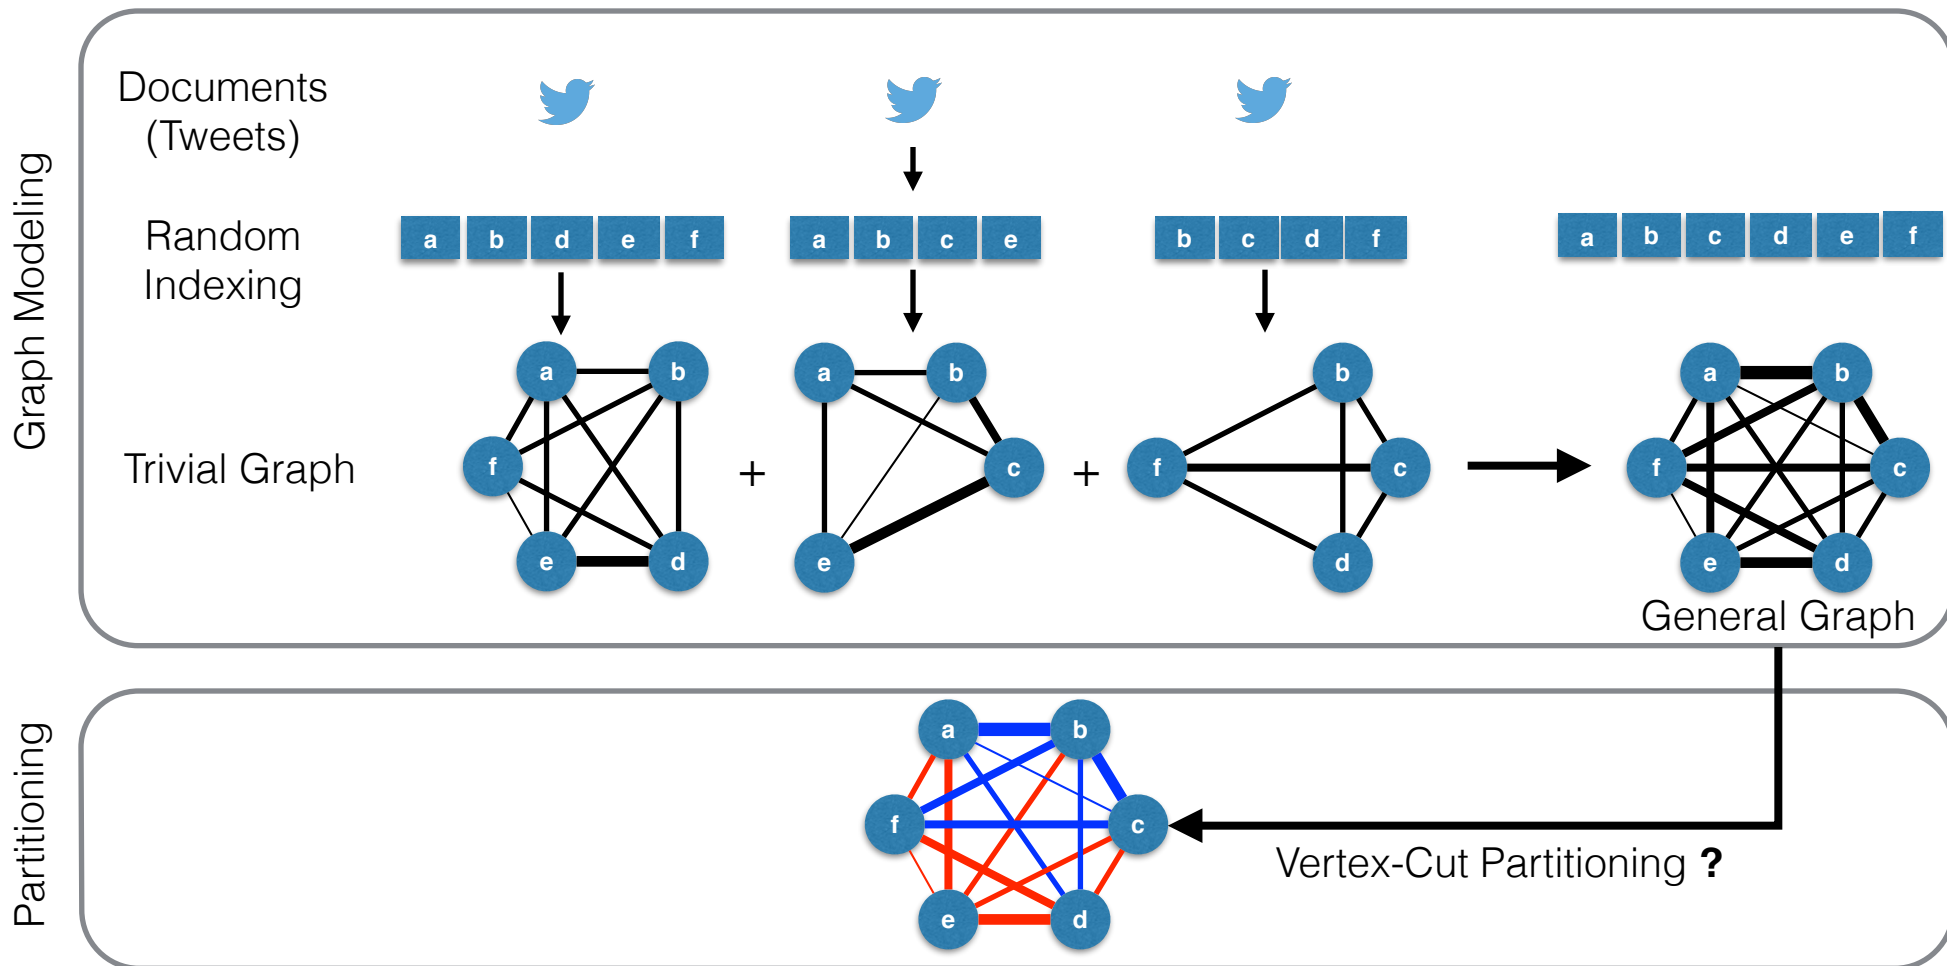 Graph Modeling
Documents
(Tweets)
Random
Indexing
a b d e f
a b c e
b c d f
a b c d e f
Trivial Graph
a b
f
e d
+
a b
c
e
+
b
f c
d
a b
f c
e d
General Graph
Partitioning
a b
f c
e d
Vertex-Cut Partitioning ?